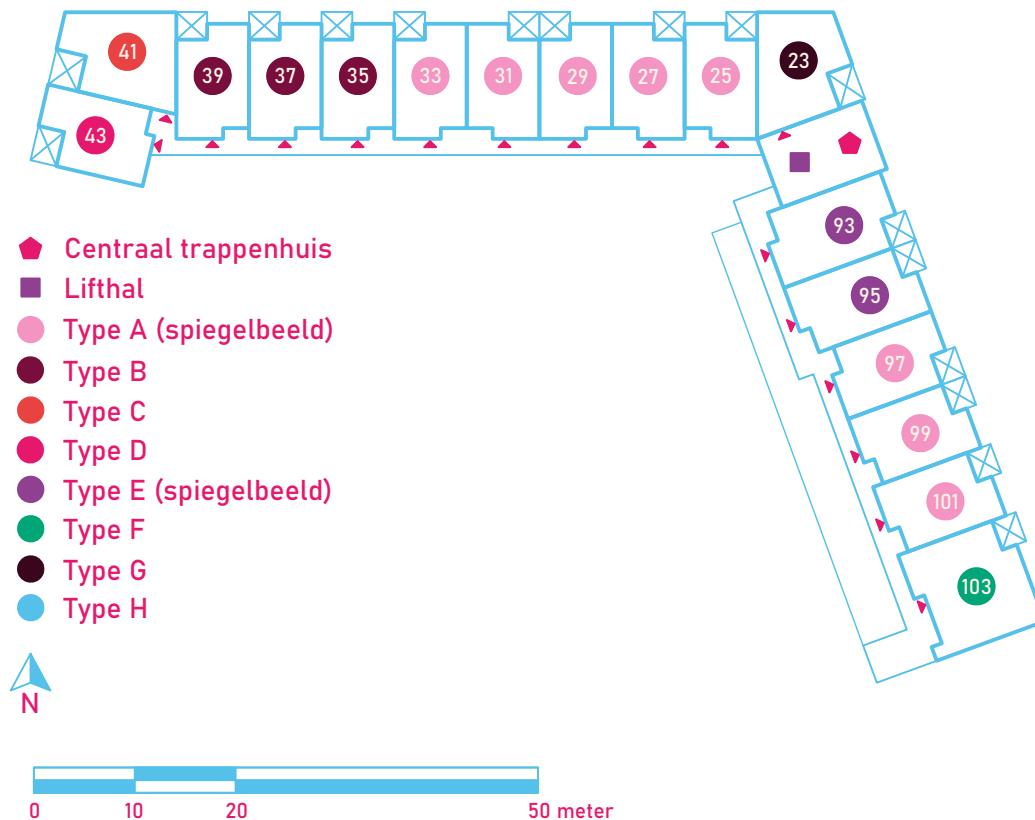 41
39 37 35 33 31 29 27 25
23
43
93
95
97
99
101
103
Centraal trappenhuis
Lifthal
Type A (spiegelbeeld)
Type B
Type C
Type D
Type E (spiegelbeeld)
Type F
Type G
Type H
N
0 10 20 50 meter